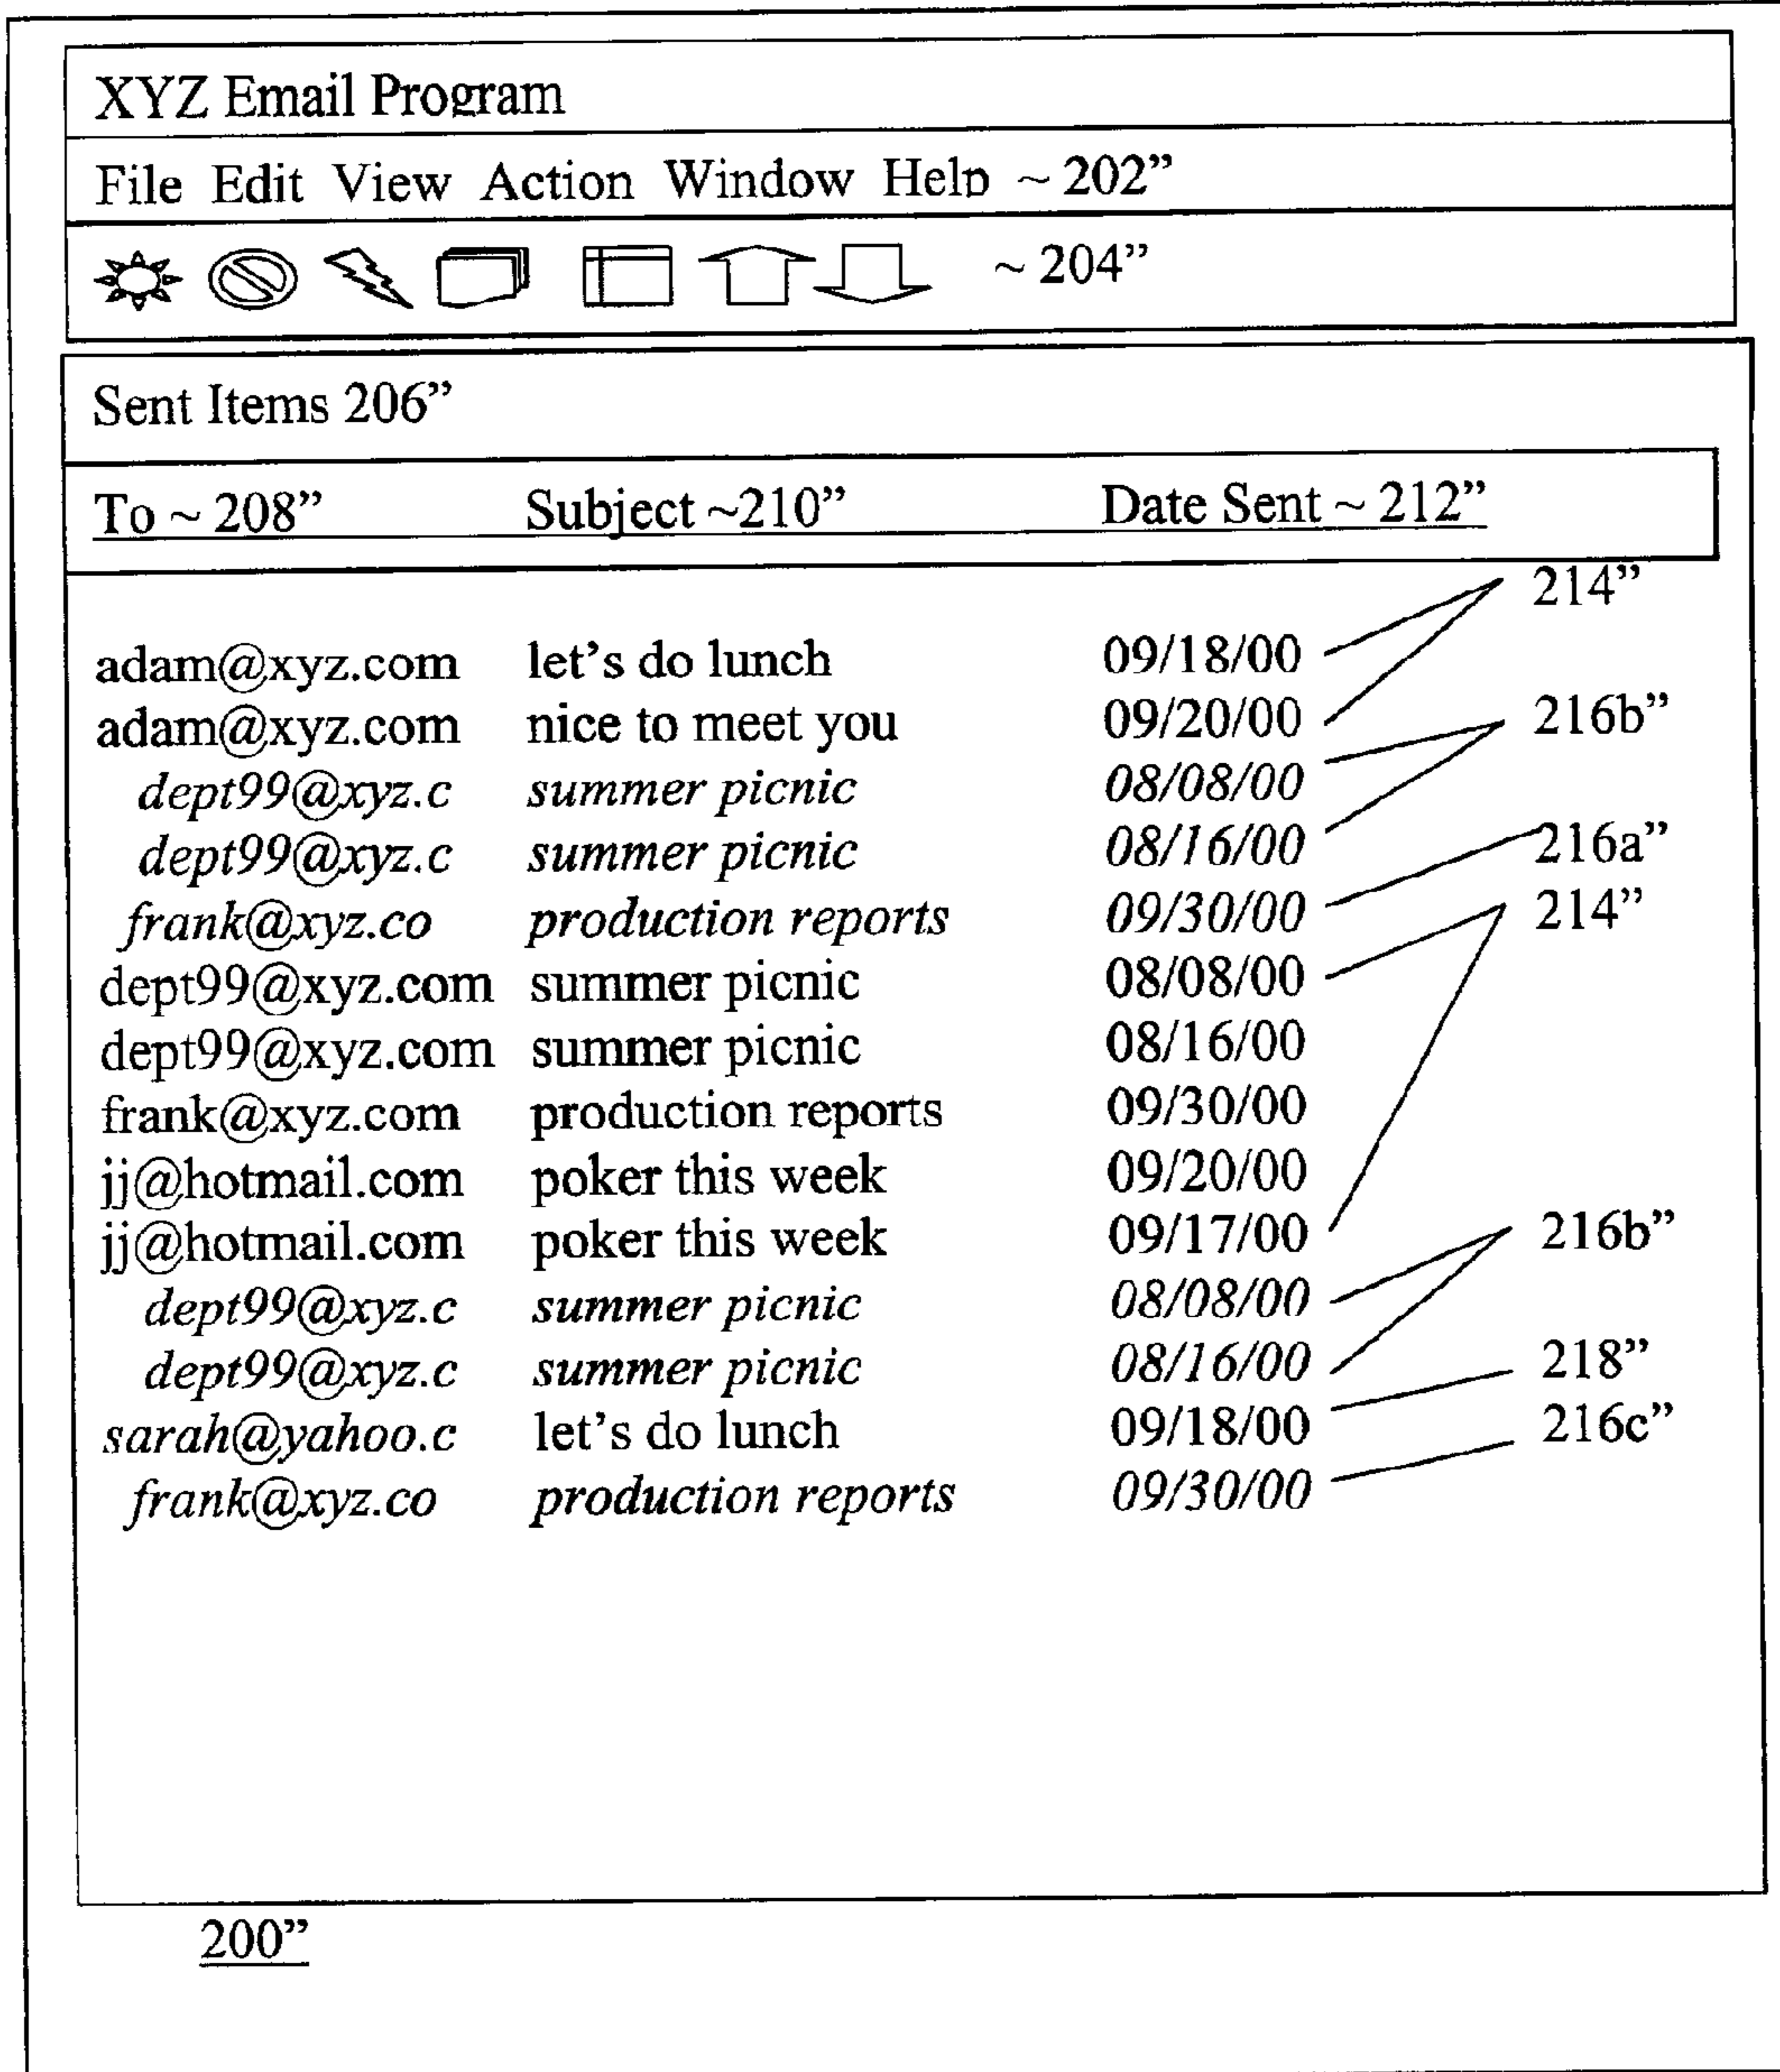 XYZ Email Program
File Edit View Action Window Help ~ 202”
~ 204”
Sent Items 206”
To ~ 208” Subject ~210” Date Sent ~ 212”
214”
adam@xyz.com let’s do lunch 09/18/00
adam@xyz.com nice to meet you 09/20/00 216b”
dept99@xyz.c summer picnic 08/08/00
dept99@xyz.c summer picnic 08/16/00 216a”
frank@xyz.co production reports 09/30/00 214”
dept99@xyz.com summer picnic 08/08/00
dept99@xyz.com summer picnic 08/16/00
frank@xyz.com production reports 09/30/00
jj@hotmail.com poker this week 09/20/00
jj@hotmail.com poker this week 09/17/00 216b”
dept99@xyz.c summer picnic 08/08/00
dept99@xyz.c summer picnic 08/16/00 218”
sarah@yahoo.c let’s do lunch 09/18/00 216c”
frank@xyz.co production reports 09/30/00
200”